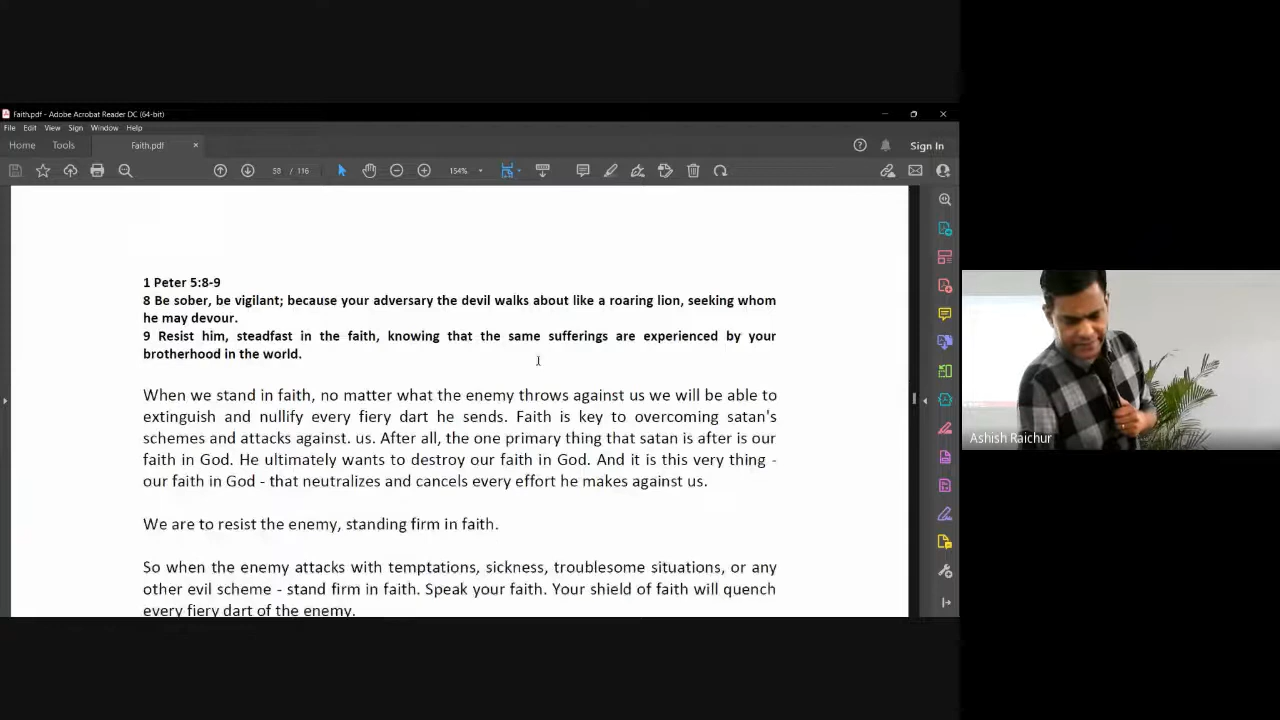 Faith.pdf - Adobe Acrobat Reader DC (64-bit)
File Edit View Sign Window Help
Home Tools Faith.pdf × Sign In
58 / 116 154%
1 Peter 5:8-9
8 Be sober, be vigilant; because your adversary the devil walks about like a roaring lion, seeking whom
he may devour.
9 Resist him, steadfast in the faith, knowing that the same sufferings are experienced by your
brotherhood in the world.
When we stand in faith, no matter what the enemy throws against us we will be able to
extinguish and nullify every fiery dart he sends. Faith is key to overcoming satan's
schemes and attacks against. us. After all, the one primary thing that satan is after is our
faith in God. He ultimately wants to destroy our faith in God. And it is this very thing -
our faith in God - that neutralizes and cancels every effort he makes against us.
We are to resist the enemy, standing firm in faith.
So when the enemy attacks with temptations, sickness, troublesome situations, or any
other evil scheme - stand firm in faith. Speak your faith. Your shield of faith will quench
every fiery dart of the enemy.
Ashish Raichur